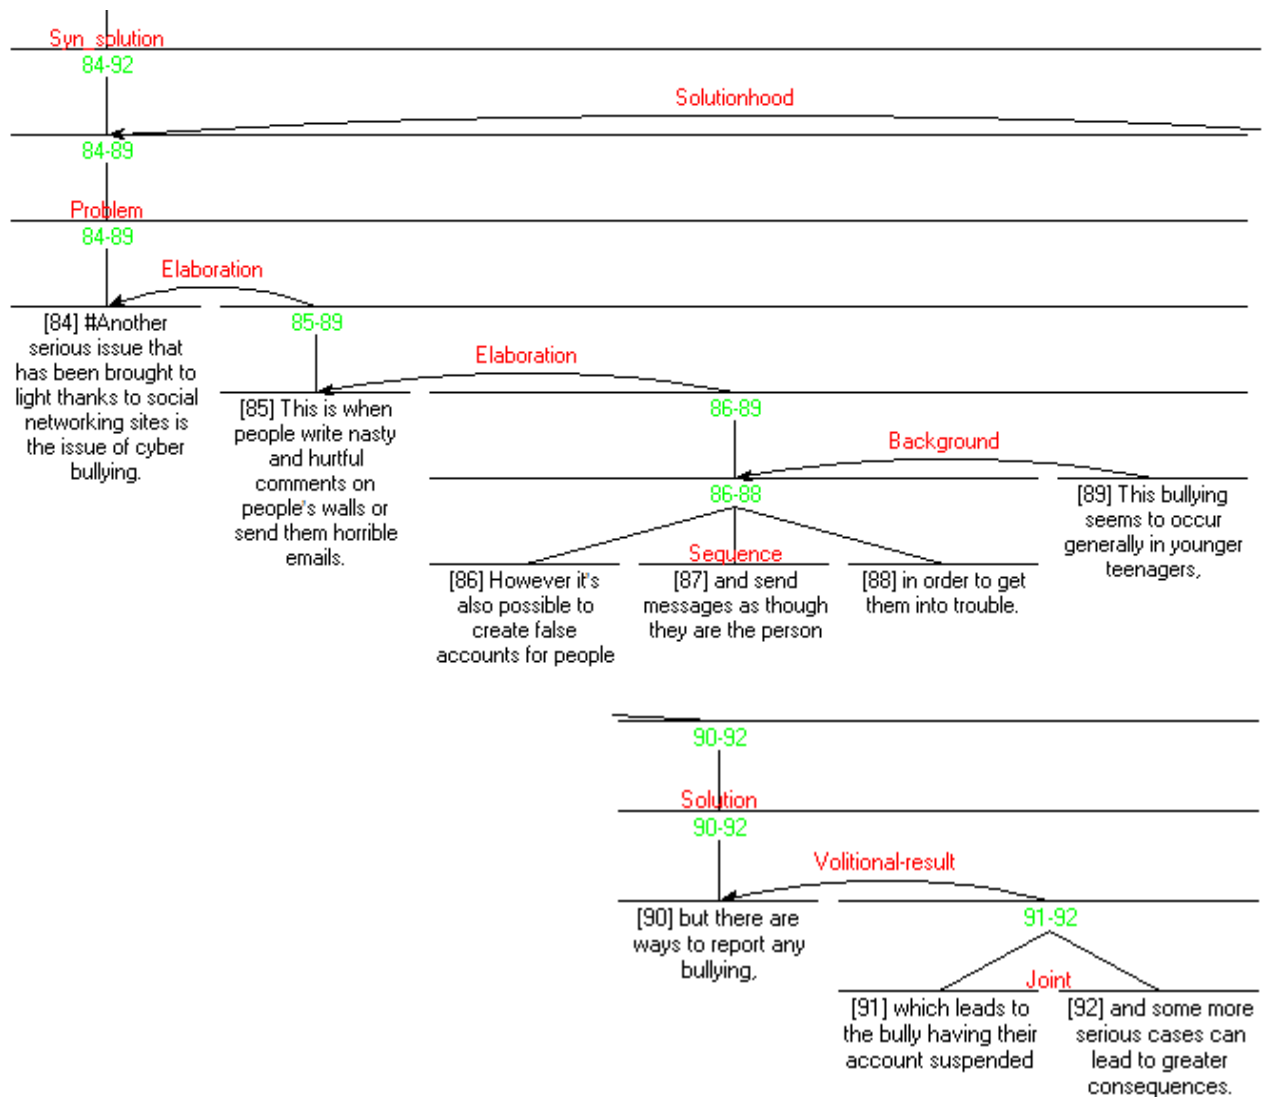 Syn_solution
84-92
Solutionhood
84-89
Problem
84-89
Elaboration
[84] #Another
serious issue that
has been brought to
light thanks to social
networking sites is
the issue of cyber
bullying.
85-89
Elaboration
[85] This is when
people write nasty
and hurtful
comments on
people's walls or
send them horrible
emails.
86-89
Background
86-88
Sequence
[86] However it's
also possible to
create false
accounts for people
[87] and send
messages as though
they are the person
[88] in order to get
them into trouble.
[89] This bullying
seems to occur
generally in younger
teenagers,
90-92
Solution
90-92
Volitional-result
[90] but there are
ways to report any
bullying,
91-92
Joint
[91] which leads to
the bully having their
account suspended
[92] and some more
serious cases can
lead to greater
consequences.